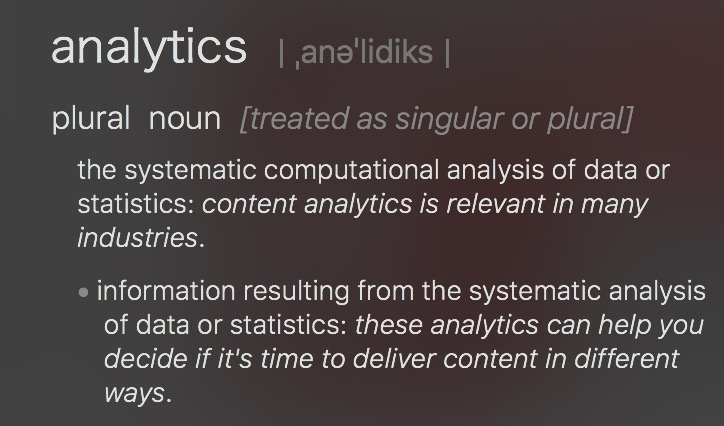 analytics | ˌanəˈlidiks |
plural noun [treated as singular or plural]
the systematic computational analysis of data or
statistics: content analytics is relevant in many
industries.
• information resulting from the systematic analysis
of data or statistics: these analytics can help you
decide if it's time to deliver content in different
ways.